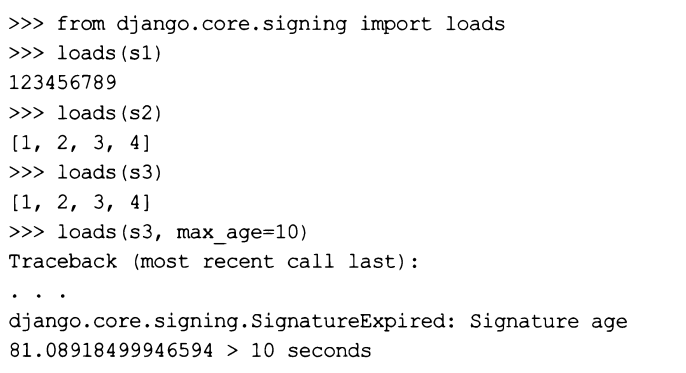 >>> from django.core.signing import loads
>>> loads(s1)
123456789
>>> loads(s2)
[1, 2, 3, 4]
>>> loads(s3)
[1, 2, 3, 4]
>>> loads(s3, max_age=10)
Traceback (most recent call last):
. . .
django.core.signing.SignatureExpired: Signature age
81.08918499946594 > 10 seconds